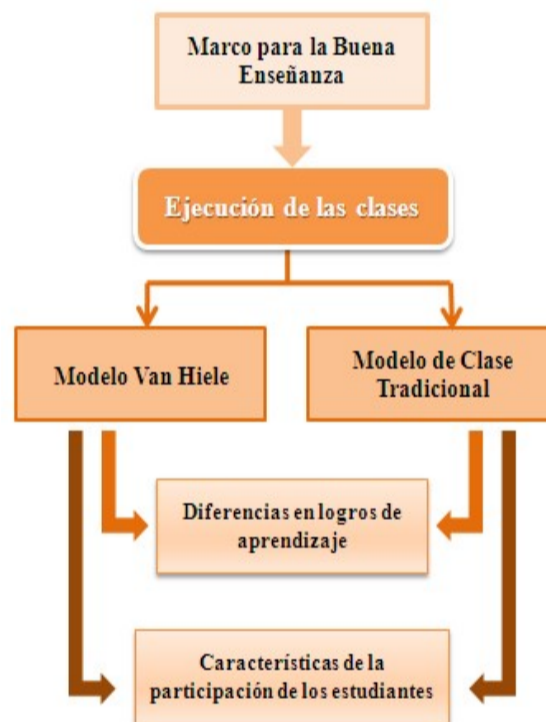 Marco para la Buena
Enseñanza
Ejecución de las clases
Modelo Van Hiele
Modelo de Clase
Tradicional
Diferencias en logros de
aprendizaje
Características de la
participación de los estudiantes